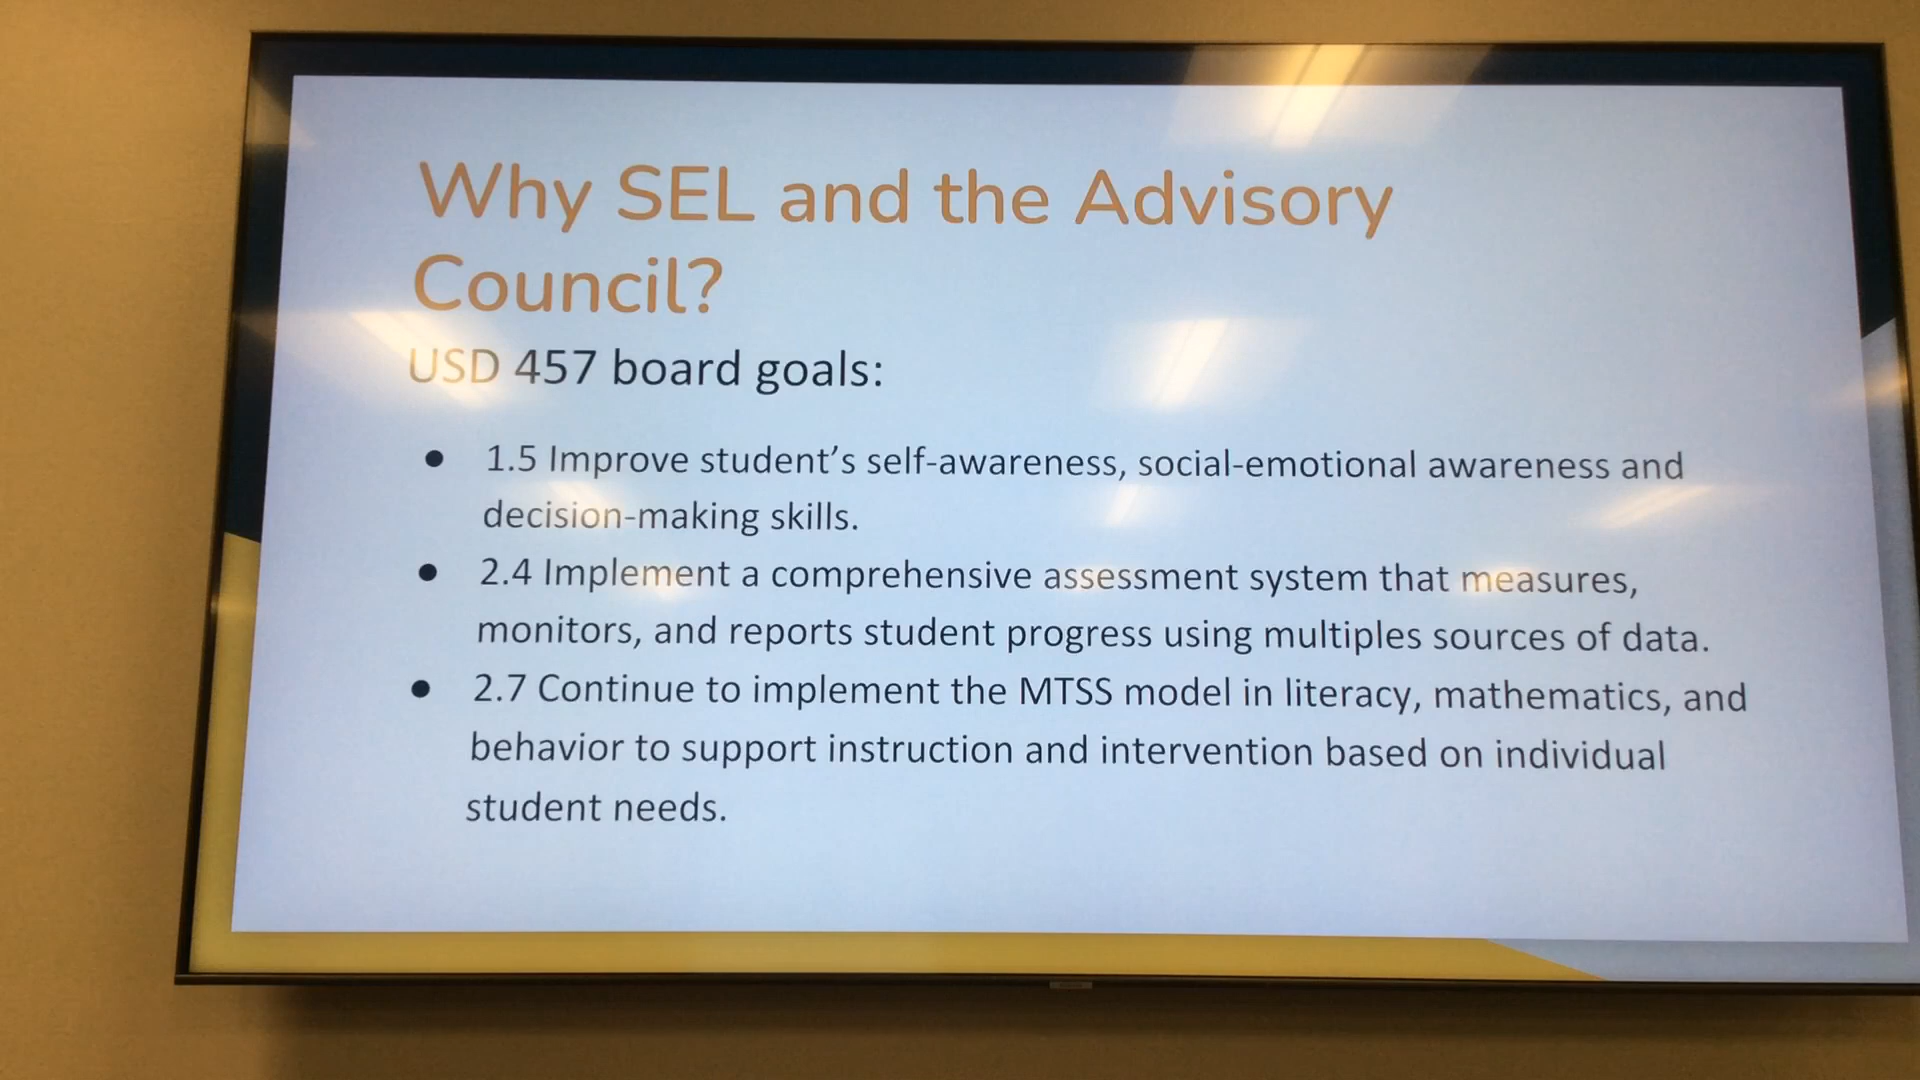 Why SEL and the Advisory
Council?
USD 457 board goals:
● 1.5 Improve student’s self-awareness, social-emotional awareness and
decision-making skills.
● 2.4 Implement a comprehensive assessment system that measures,
monitors, and reports student progress using multiples sources of data.
● 2.7 Continue to implement the MTSS model in literacy, mathematics, and
behavior to support instruction and intervention based on individual
student needs.